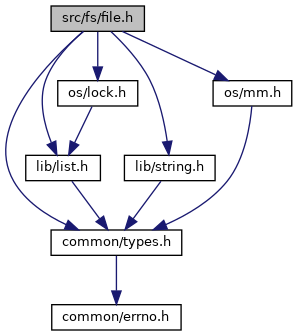 src/fs/file.h
os/lock.h
os/mm.h
lib/list.h
lib/string.h
common/types.h
common/errno.h